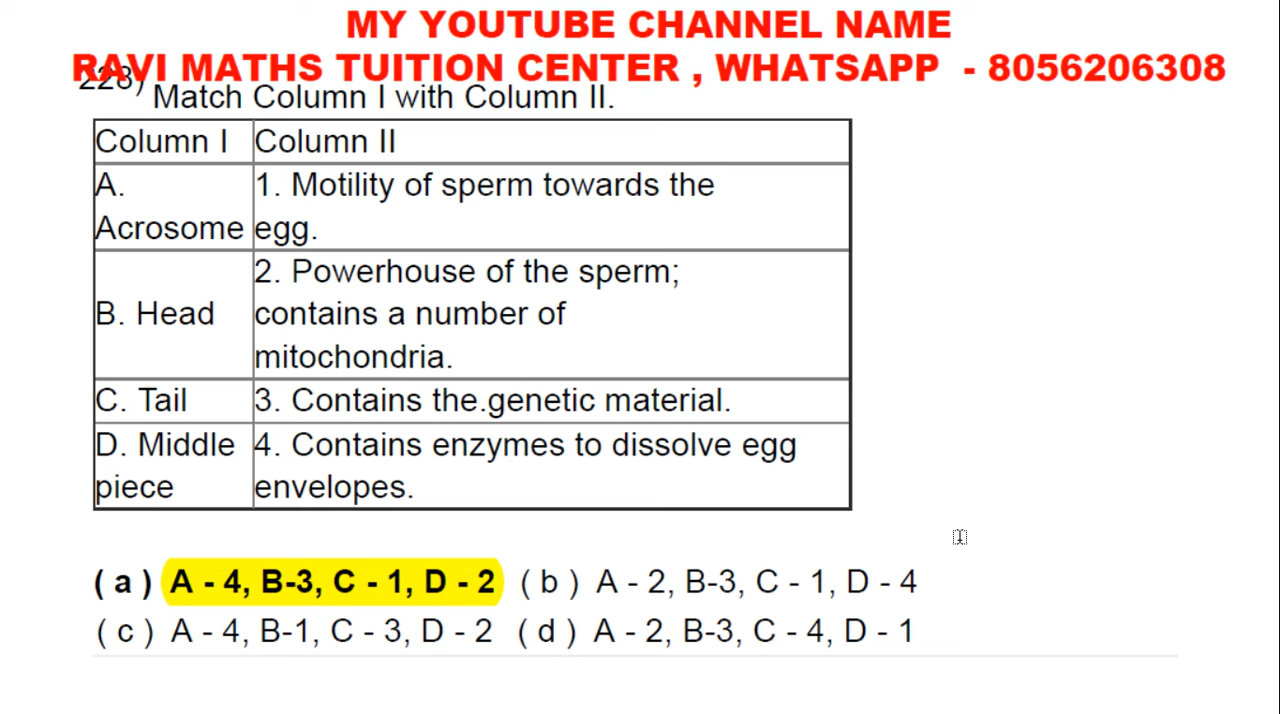 MY YOUTUBE CHANNEL NAME
RAVI MATHS TUITION CENTER , WHATSAPP - 8056206308
228)
Match Column I with Column II.
Column I Column II
A.
Acrosome
1. Motility of sperm towards the
egg.
B. Head
2. Powerhouse of the sperm;
contains a number of
mitochondria.
C. Tail 3. Contains the.genetic material.
D. Middle
piece
4. Contains enzymes to dissolve egg
envelopes.
( a ) A - 4, B-3, C - 1, D - 2 ( b ) A - 2, B-3, C - 1, D - 4
( c ) A - 4, B-1, C - 3, D - 2 ( d ) A - 2, B-3, C - 4, D - 1